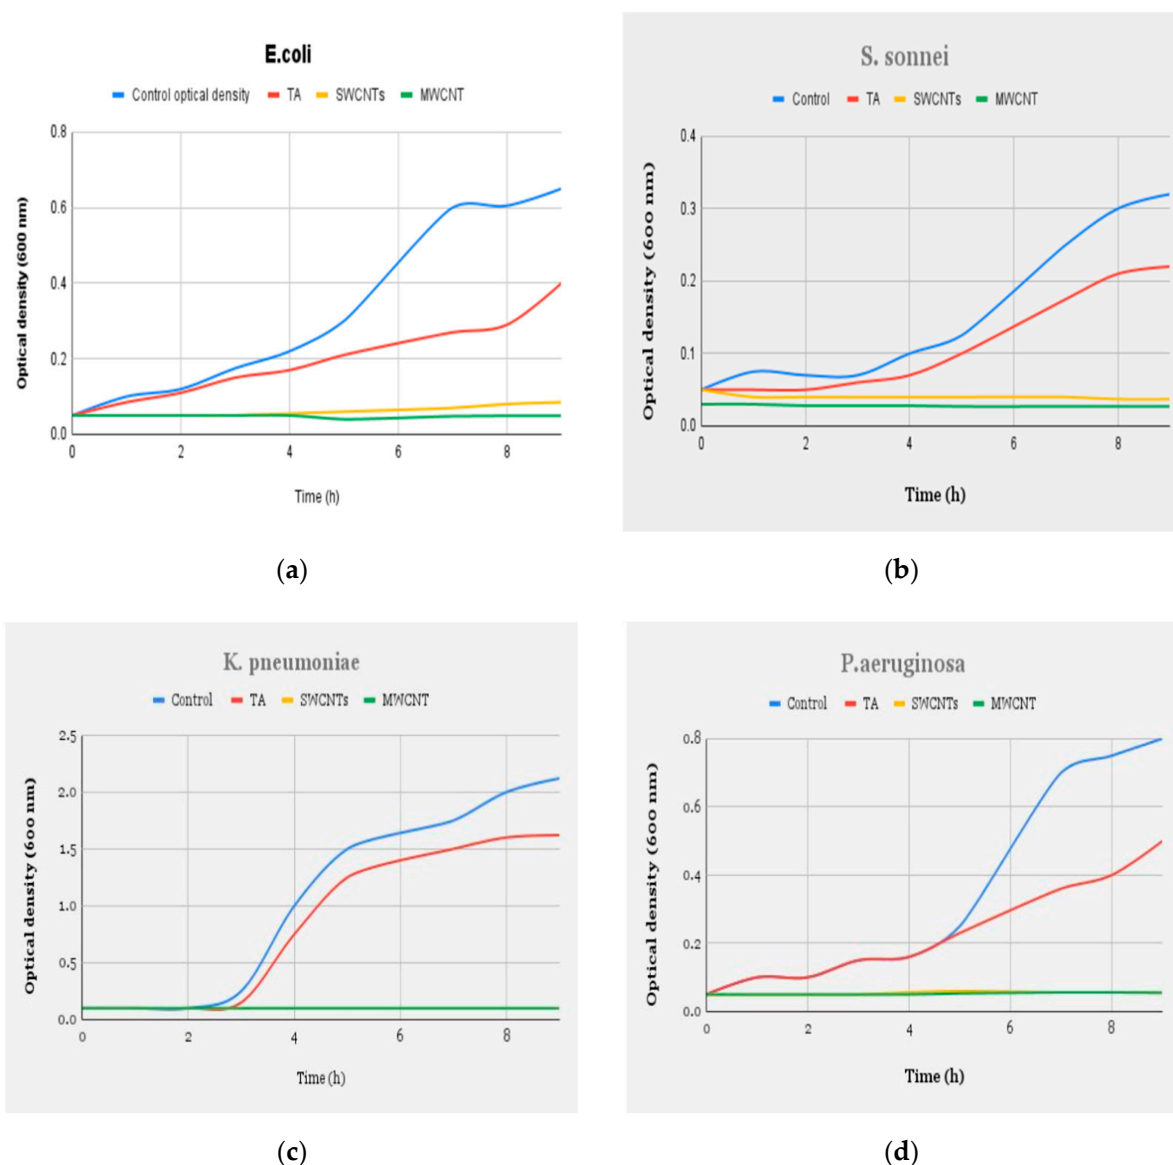 E.coli
Control optical density TA SWCNTs MWCNT
Optical density (600 nm)
0.8
0.6
0.4
0.2
0.0
0 2 4 6 8
Time (h)
(a)
S. sonnei
Control TA SWCNTs MWCNT
Optical density (600 nm)
0.4
0.3
0.2
0.1
0.0
0 2 4 6 8
Time (h)
(b)
K. pneumoniae
Control TA SWCNTs MWCNT
Optical density (600 nm)
2.5
2.0
1.5
1.0
0.5
0.0
0 2 4 6 8
Time (h)
(c)
P.aeruginosa
Control TA SWCNTs MWCNT
Optical density (600 nm)
0.8
0.6
0.4
0.2
0.0
0 2 4 6 8
Time (h)
(d)